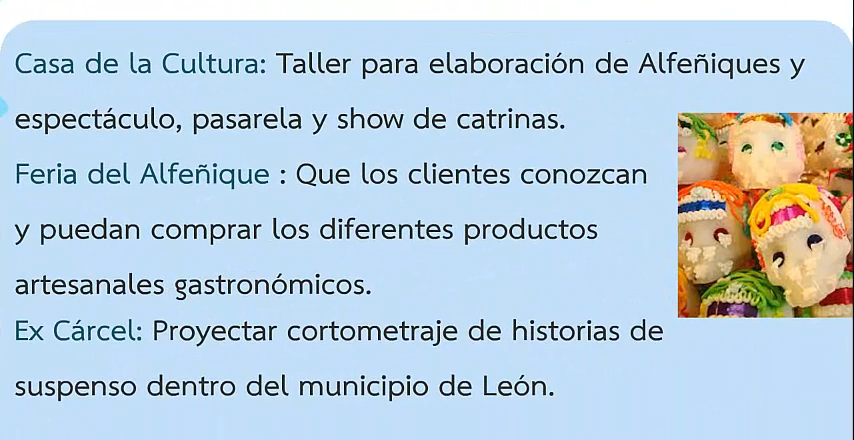 Casa de la Cultura: Taller para elaboración de Alfeñiques y
espectáculo, pasarela y show de catrinas.
Feria del Alfeñique : Que los clientes conozcan
y puedan comprar los diferentes productos
artesanales gastronómicos.
Ex Cárcel: Proyectar cortometraje de historias de
suspenso dentro del municipio de León.